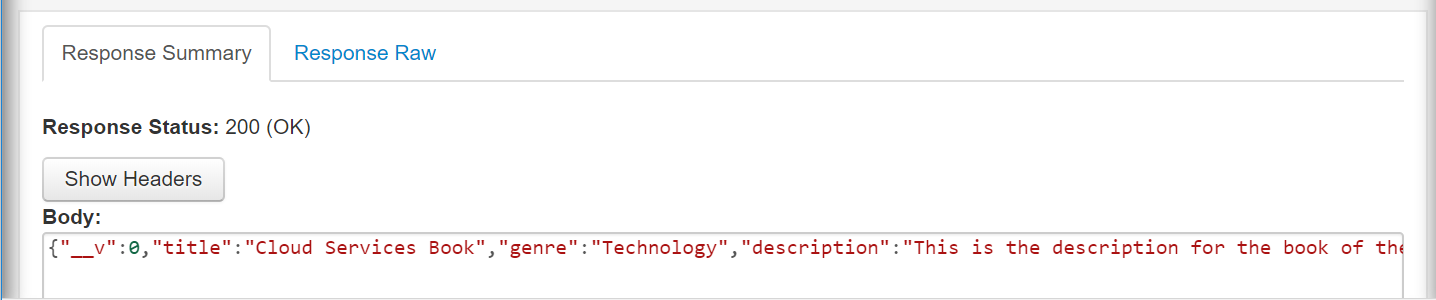 Response Summary Response Raw
Response Status: 200 (OK)
Show Headers
Body:
{"__v":0,"title":"Cloud Services Book","genre":"Technology","description":"This is the description for the book of the